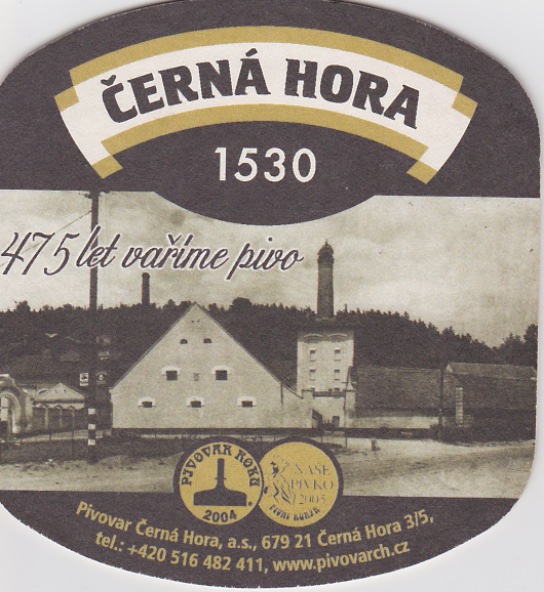 ČERNÁ HORA
1530
475 let vaříme pivo
PIVOVAR ROKU
2004
NAŠE
PIVKO
2005
Pivovar Černá Hora, a.s., 679 21 Černá Hora 3/5,
tel.: +420 516 482 411, www.pivovarch.cz